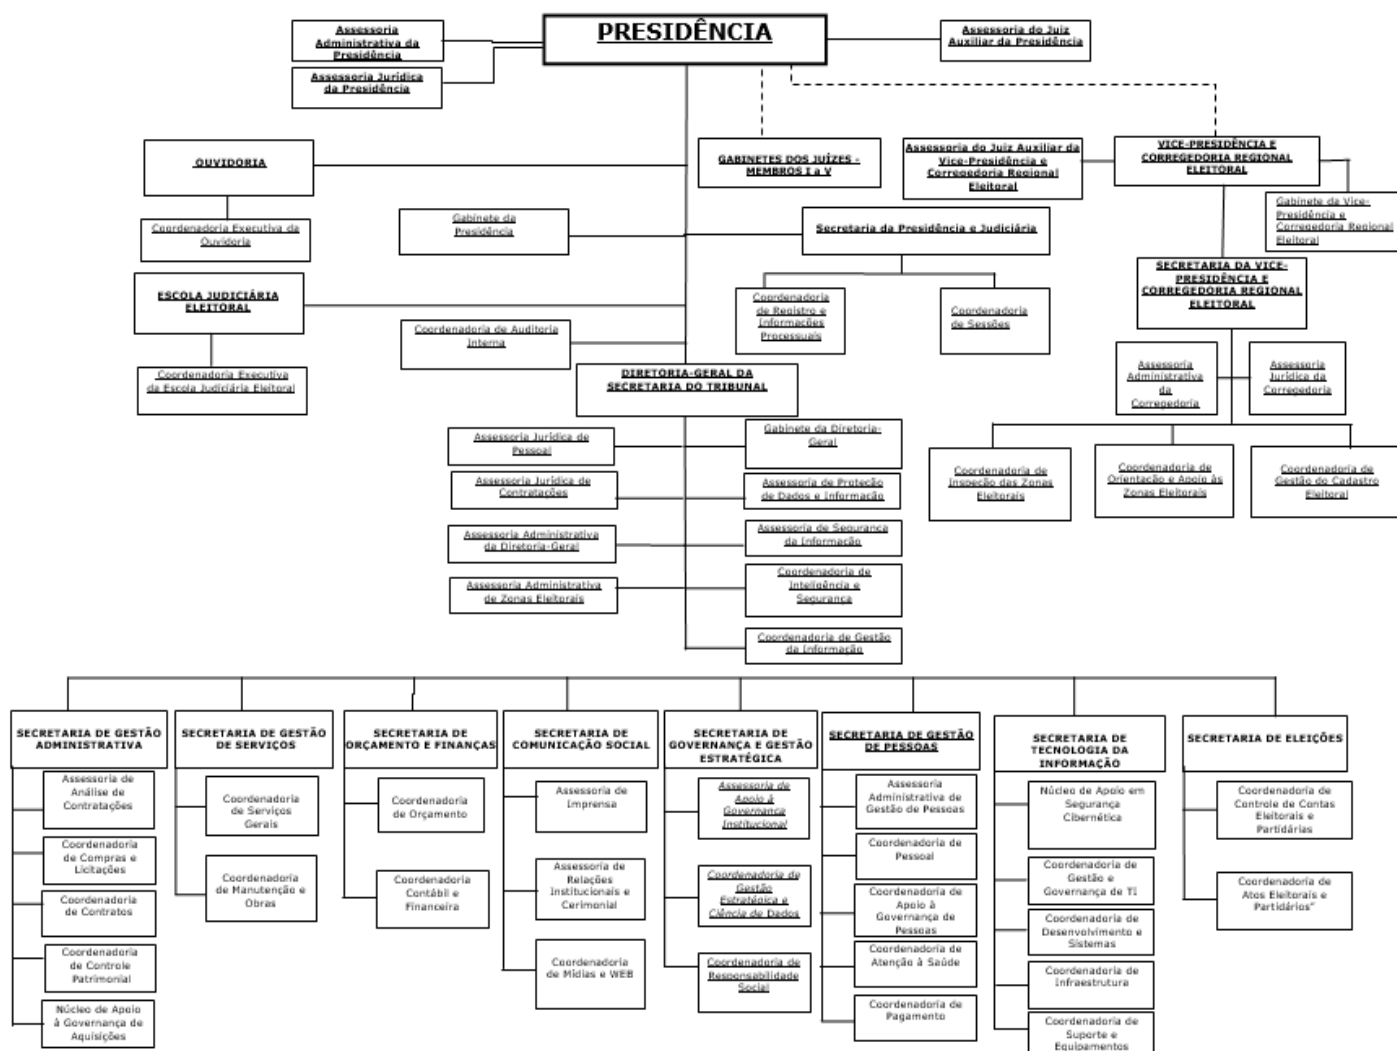 PRESIDÊNCIA
Assessoria
Administrativa da
Presidência
Assessoria Jurídica
da Presidência
Assessoria do Juiz
Auxiliar da Presidência
OUVIDORIA
GABINETES DOS JUÍZES -
MEMBROS I a V
Assessoria do Juiz Auxiliar da
Vice-Presidência e
Corregedoria Regional
Eleitoral
VICE-PRESIDÊNCIA E
CORREGEDORIA REGIONAL
ELEITORAL
Coordenadoria Executiva da
Ouvidoria
Gabinete da
Presidência
Secretaria da Presidência e Judiciária
Gabinete da Vice-
Presidência e
Corregedoria Regional
Eleitoral
ESCOLA JUDICIÁRIA
ELEITORAL
Coordenadoria de Auditoria
Interna
Coordenadoria
de Registro e
Informações
Processuais
Coordenadoria
de Sessões
SECRETARIA DA VICE-
PRESIDÊNCIA E
CORREGEDORIA REGIONAL
ELEITORAL
Coordenadoria Executiva
da Escola Judiciária Eleitoral
DIRETORIA-GERAL DA
SECRETARIA DO TRIBUNAL
Assessoria
Administrativa
da
Corregedoria
Assessoria
Jurídica da
Corregedoria
Assessoria Jurídica de
Pessoal
Gabinete da Diretoria-
Geral
Assessoria Jurídica de
Contratações
Assessoria de Proteção
de Dados e Informação
Coordenadoria de
Inspeção das Zonas
Eleitorais
Coordenadoria de
Orientação e Apoio às
Zonas Eleitorais
Coordenadoria de
Gestão do Cadastro
Eleitoral
Assessoria Administrativa
da Diretoria-Geral
Assessoria de Segurança
da Informação
Assessoria Administrativa
de Zonas Eleitorais
Coordenadoria de
Inteligência e
Segurança
Coordenadoria de Gestão
da Informação
SECRETARIA DE GESTÃO
ADMINISTRATIVA
Assessoria de
Análise de
Contratações
Coordenadoria
de Compras e
Licitações
Coordenadoria
de Contratos
Coordenadoria
de Controle
Patrimonial
Núcleo de Apoio
à Governança de
Aquisições
SECRETARIA DE GESTÃO
DE SERVIÇOS
Coordenadoria
de Serviços
Gerais
Coordenadoria
de Manutenção e
Obras
SECRETARIA DE
ORÇAMENTO E FINANÇAS
Coordenadoria
de Orçamento
Coordenadoria
Contábil e
Financeira
SECRETARIA DE
COMUNICAÇÃO SOCIAL
Assessoria de
Imprensa
Assessoria de
Relações
Institucionais e
Cerimonial
Coordenadoria
de Mídias e WEB
SECRETARIA DE
GOVERNANÇA E GESTÃO
ESTRATÉGICA
Assessoria de
Apoio à
Governança
Institucional
Coordenadoria de
Gestão
Estratégica e
Ciência de Dados
Coordenadoria de
Responsabilidade
Social
SECRETARIA DE GESTÃO
DE PESSOAS
Assessoria
Administrativa de
Gestão de Pessoas
Coordenadoria de
Pessoal
Coordenadoria de
Apoio à
Governança de
Pessoas
Coordenadoria de
Atenção à Saúde
Coordenadoria de
Pagamento
SECRETARIA DE
TECNOLOGIA DA
INFORMAÇÃO
Núcleo de Apoio em
Segurança
Cibernética
Coordenadoria de
Gestão e
Governança de TI
Coordenadoria de
Desenvolvimento e
Sistemas
Coordenadoria de
Infraestrutura
Coordenadoria de
Suporte e
Equipamentos
SECRETARIA DE ELEIÇÕES
Coordenadoria de
Controle de Contas
Eleitorais e
Partidárias
Coordenadoria de
Atos Eleitorais e
Partidários”